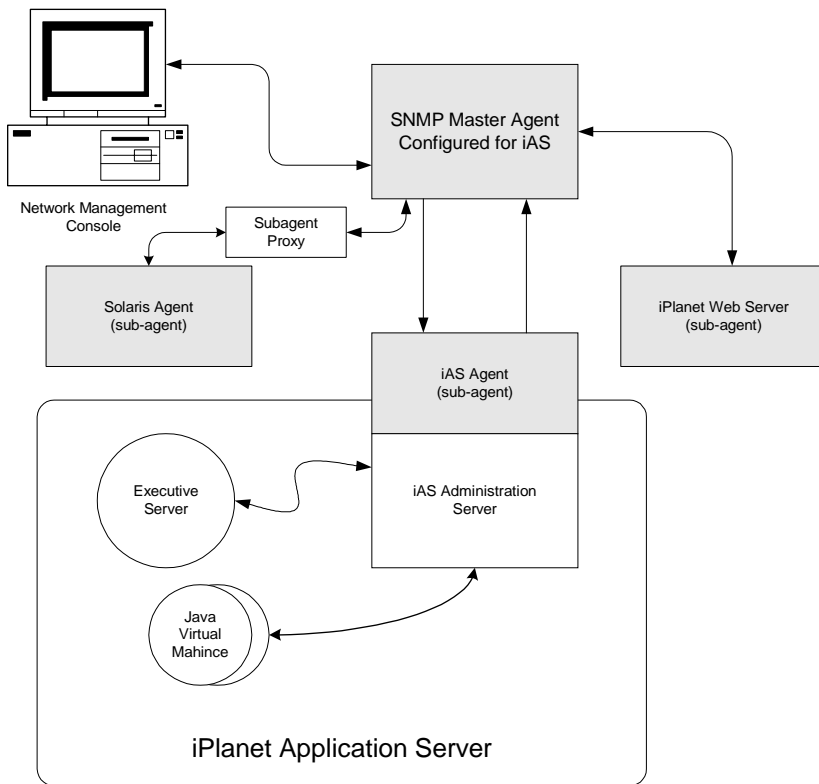 SNMP Master Agent
Configured for iAS
Network Management
Console
Subagent
Proxy
Solaris Agent
(sub-agent)
iPlanet Web Server
(sub-agent)
iAS Agent
(sub-agent)
Executive
Server
iAS Administration
Server
Java
Virtual
Mahince
iPlanet Application Server